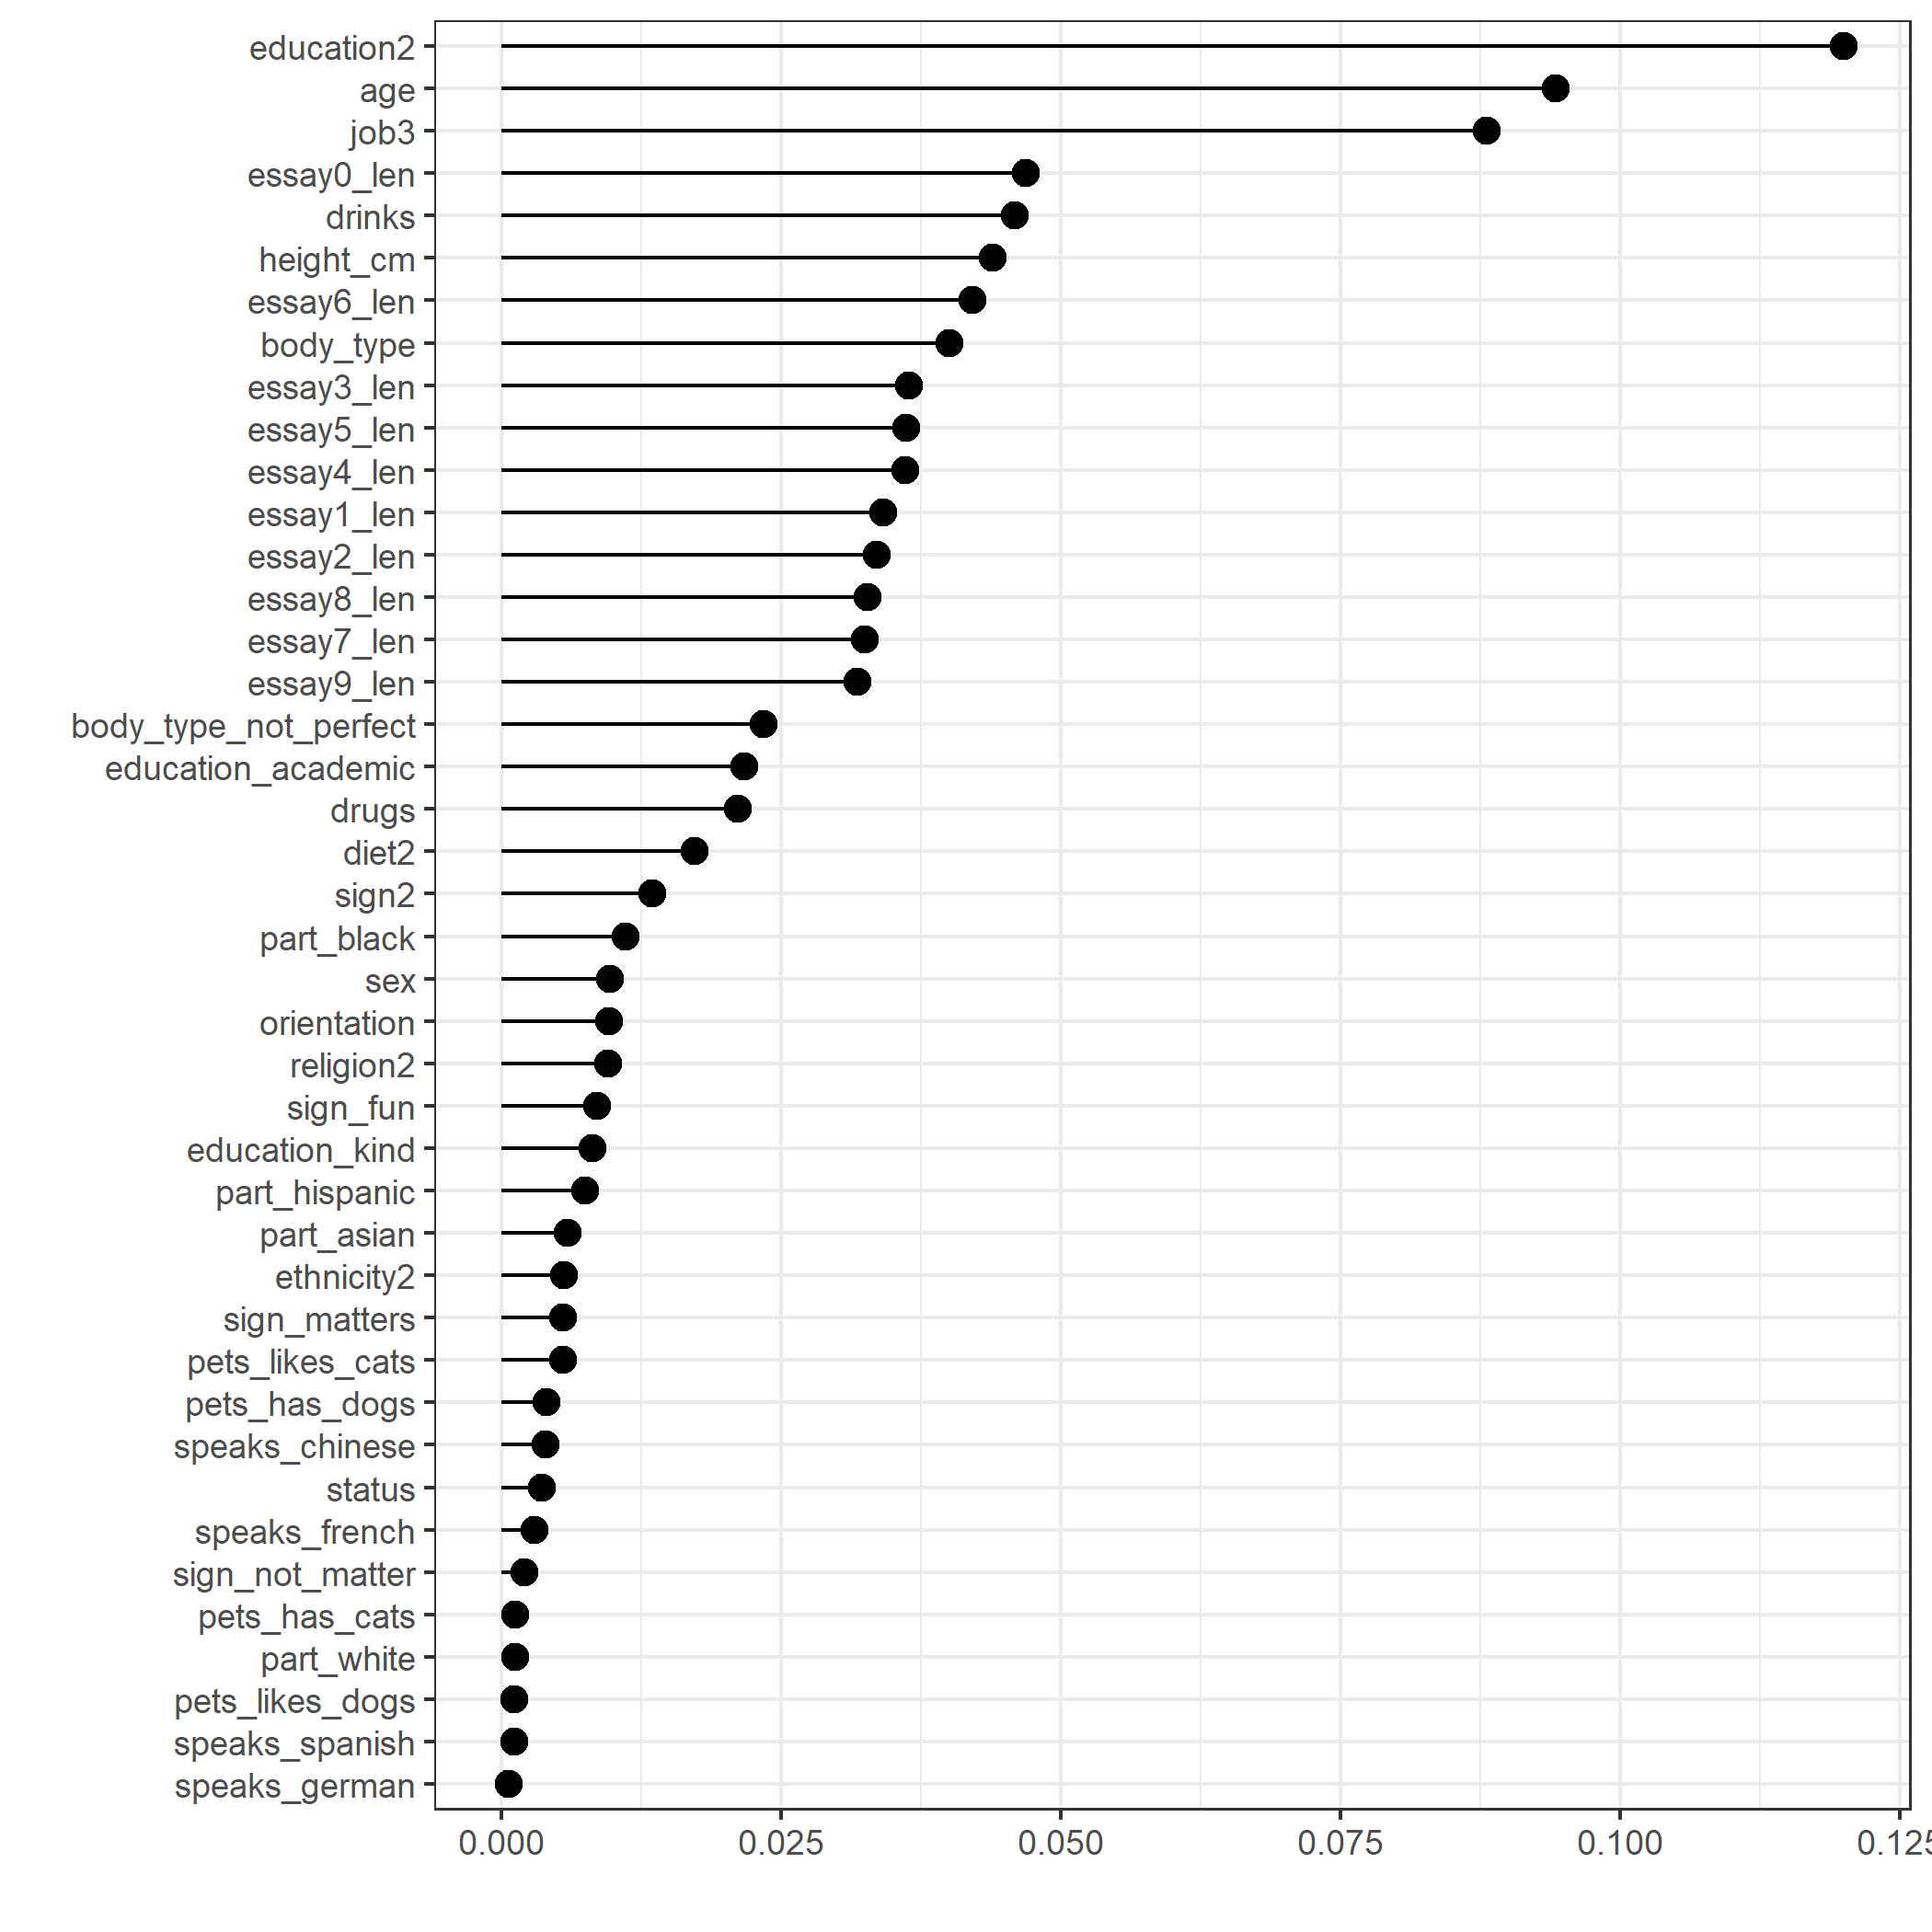 education2
age
job3
essay0_len
drinks
height_cm
essay6_len
body_type
essay3_len
essay5_len
essay4_len
essay1_len
essay2_len
essay8_len
essay7_len
essay9_len
body_type_not_perfect
education_academic
drugs
diet2
sign2
part_black
sex
orientation
religion2
sign_fun
education_kind
part_hispanic
part_asian
ethnicity2
sign_matters
pets_likes_cats
pets_has_dogs
speaks_chinese
status
speaks_french
sign_not_matter
pets_has_cats
part_white
pets_likes_dogs
speaks_spanish
speaks_german
0.000 0.025 0.050 0.075 0.100 0.125